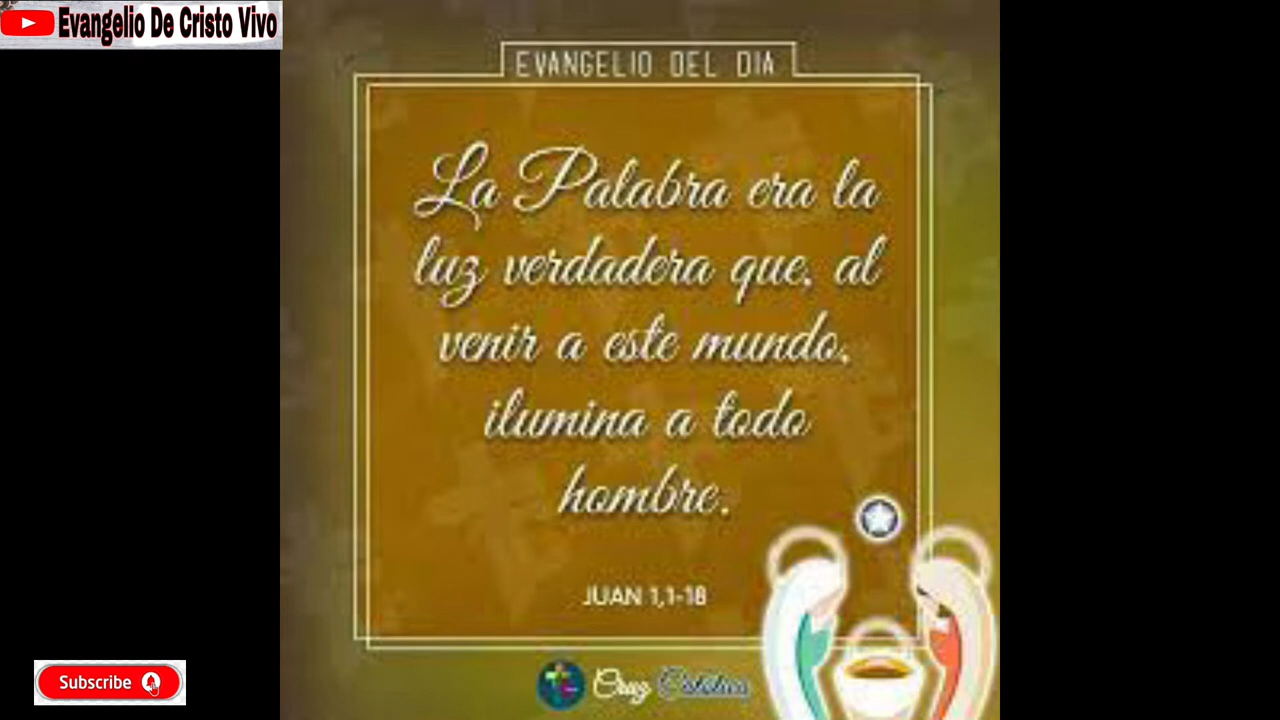 Evangelio De Cristo Vivo
EVANGELIO DEL DIA
La Palabra era la
luz verdadera que, al
venir a este mundo,
ilumina a todo
hombre.
JUAN 1,1-18
Cruz Católica
Subscribe